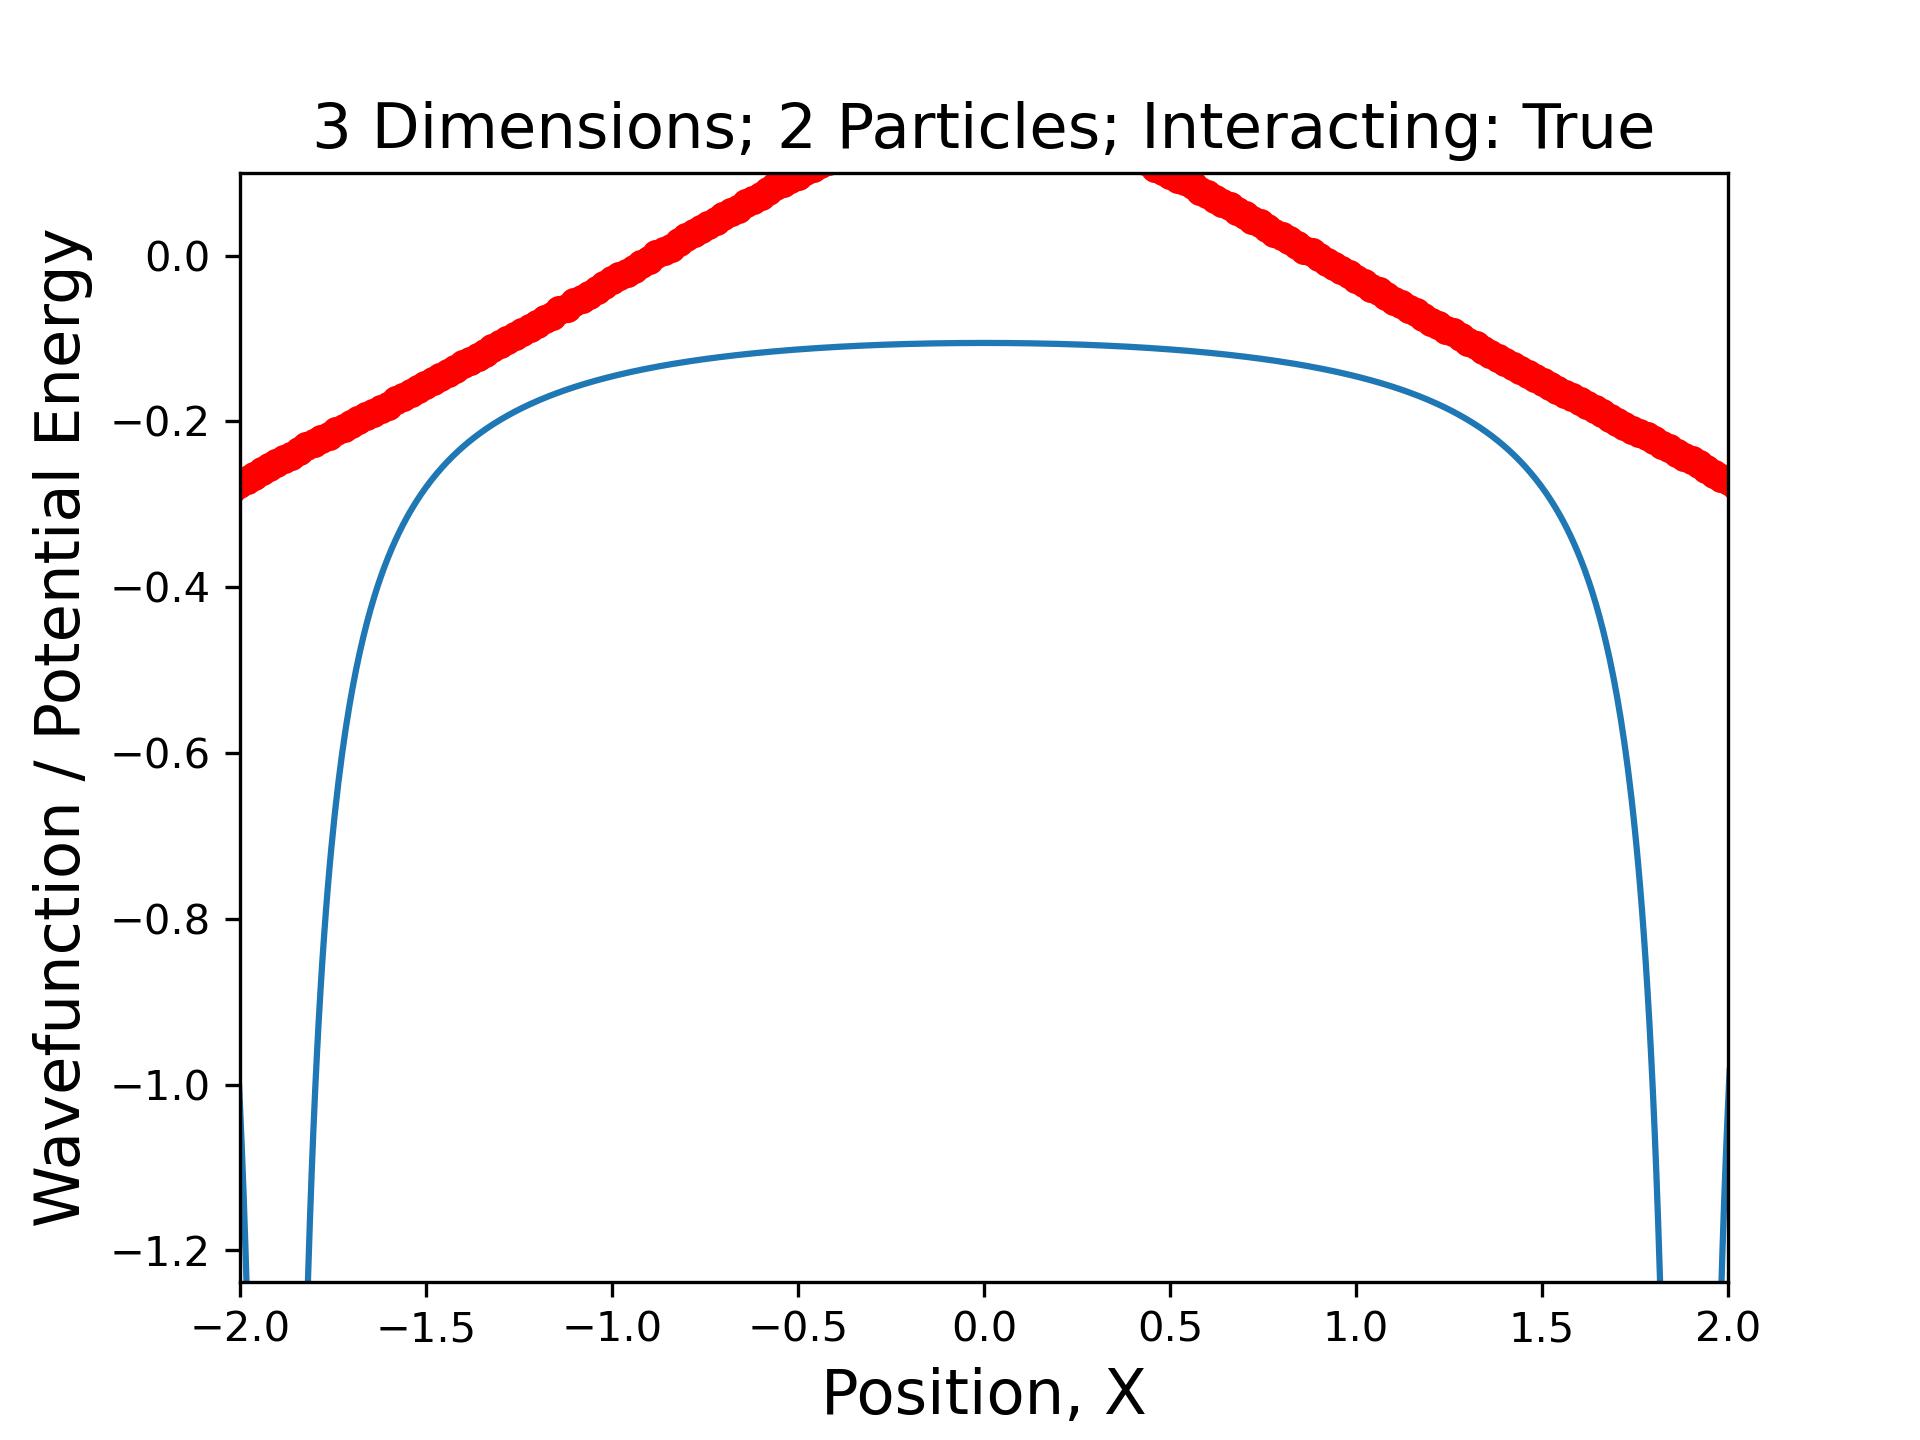 3 Dimensions; 2 Particles; Interacting: True
Wavefunction / Potential Energy
0.0
−0.2
−0.4
−0.6
−0.8
−1.0
−1.2
−2.0 −1.5 −1.0 −0.5 0.0 0.5 1.0 1.5 2.0
Position, X